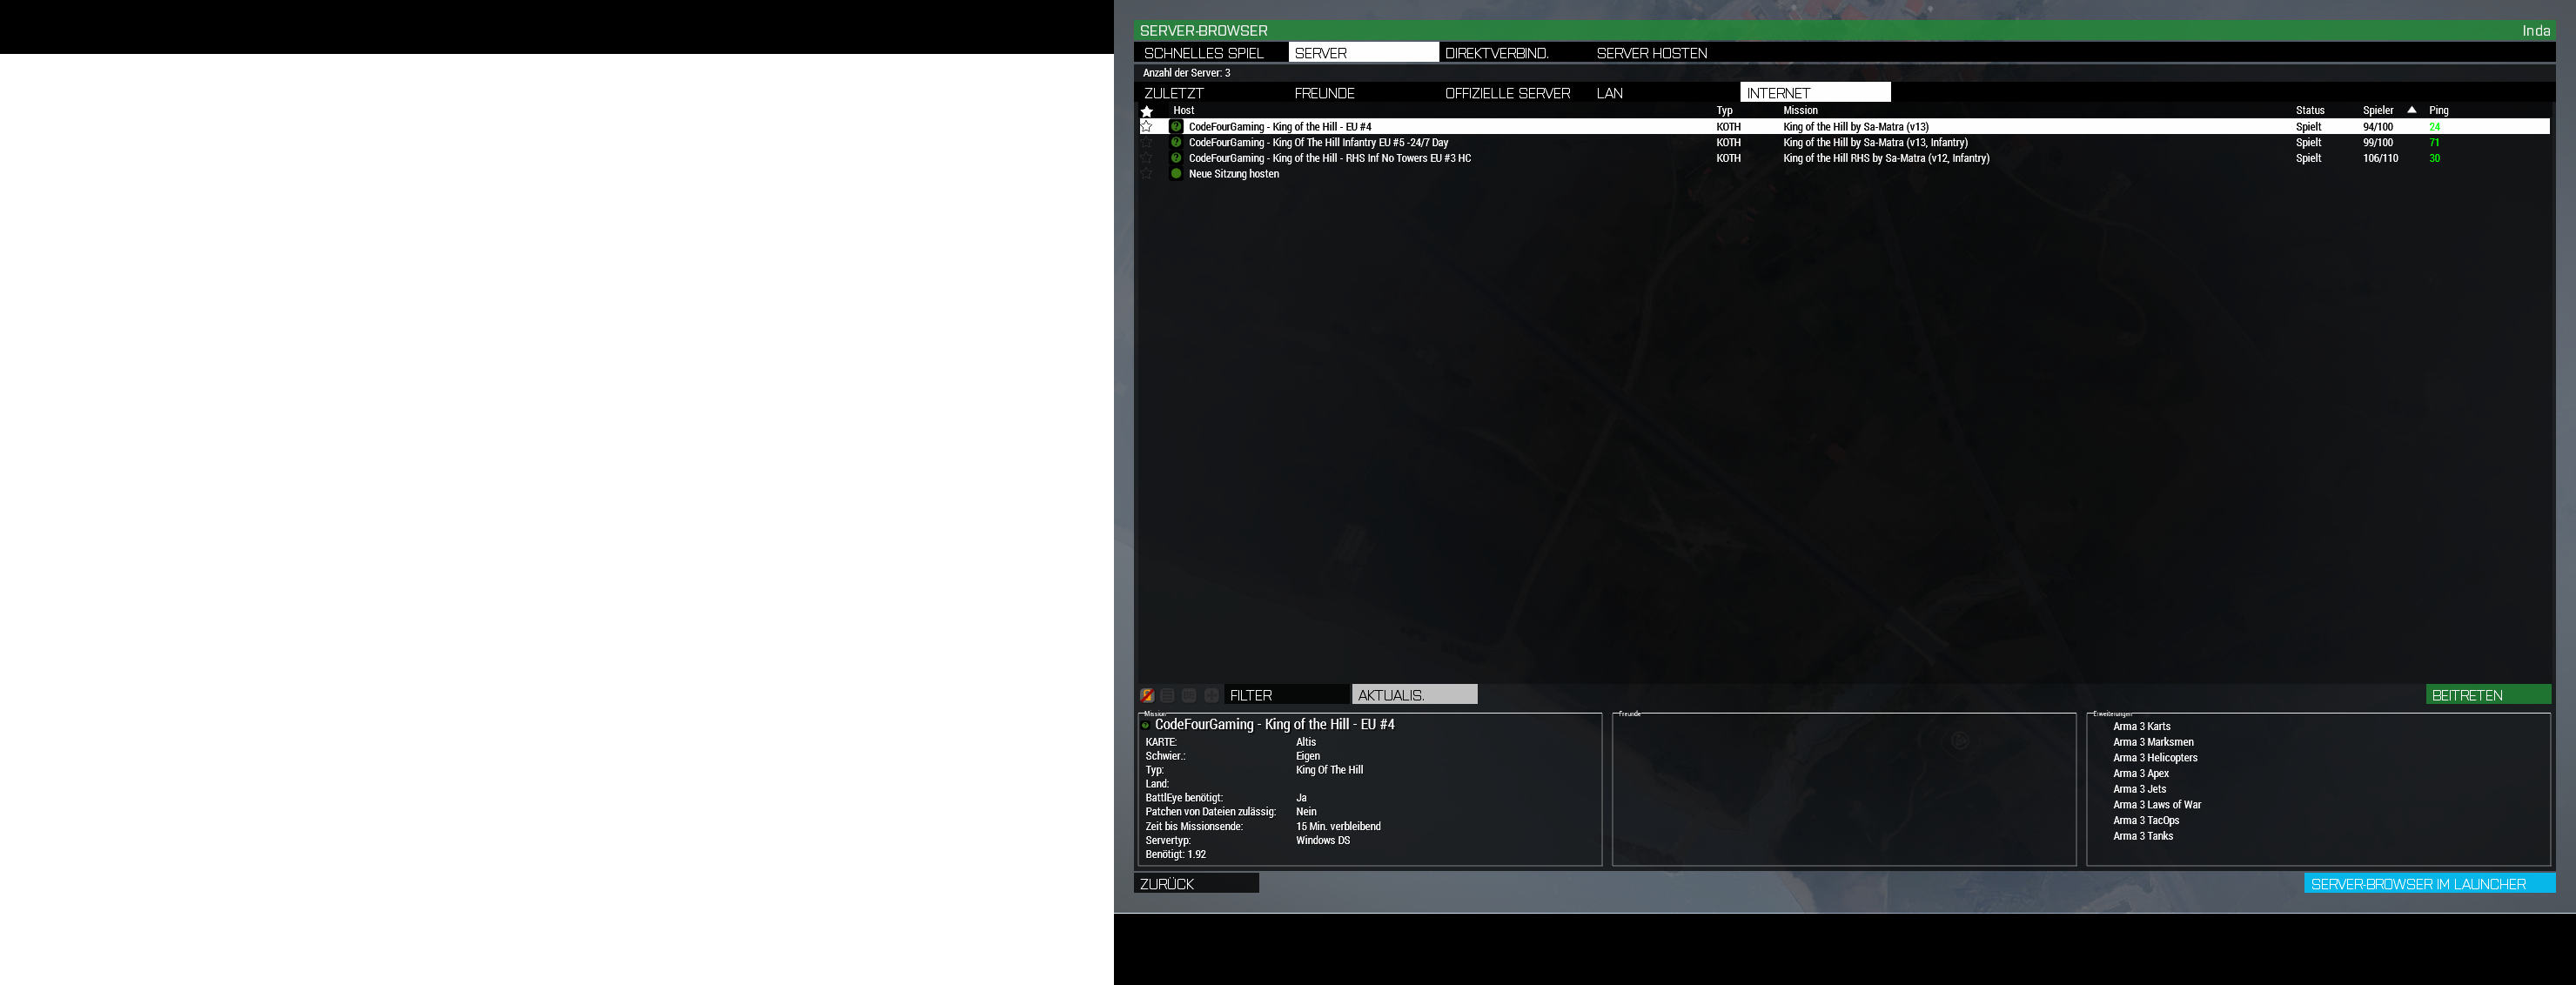 SERVER-BROWSER Inda
SCHNELLES SPIEL SERVER DIREKTVERBIND. SERVER HOSTEN
Anzahl der Server: 3
ZULETZT FREUNDE OFFIZIELLE SERVER LAN INTERNET
Host Typ Mission Status Spieler Ping
CodeFourGaming - King of the Hill - EU #4 KOTH King of the Hill by Sa-Matra (v13) Spielt 94/100 24
CodeFourGaming - King Of The Hill Infantry EU #5 -24/7 Day KOTH King of the Hill by Sa-Matra (v13, Infantry) Spielt 99/100 71
CodeFourGaming - King of the Hill - RHS Inf No Towers EU #3 HC KOTH King of the Hill RHS by Sa-Matra (v12, Infantry) Spielt 106/110 30
Neue Sitzung hosten
FILTER AKTUALIS. BEITRETEN
Mission Freunde Erweiterungen
CodeFourGaming - King of the Hill - EU #4
KARTE: Altis
Schwier.: Eigen
Typ: King Of The Hill
Land:
BattlEye benötigt: Ja
Patchen von Dateien zulässig: Nein
Zeit bis Missionsende: 15 Min. verbleibend
Servertyp: Windows DS
Benötigt: 1.92
Arma 3 Karts
Arma 3 Marksmen
Arma 3 Helicopters
Arma 3 Apex
Arma 3 Jets
Arma 3 Laws of War
Arma 3 TacOps
Arma 3 Tanks
ZURÜCK SERVER-BROWSER IM LAUNCHER